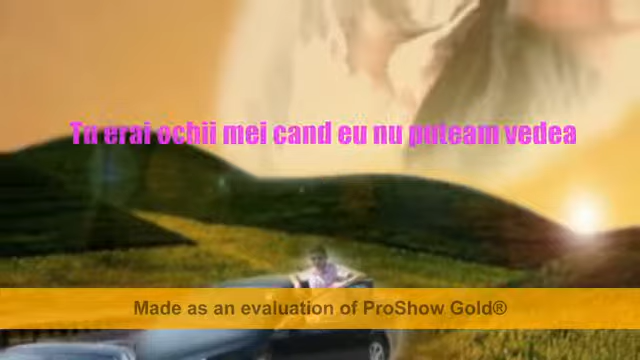 Tu erai ochii mei cand eu nu puteam vedea
Made as an evaluation of ProShow Gold®